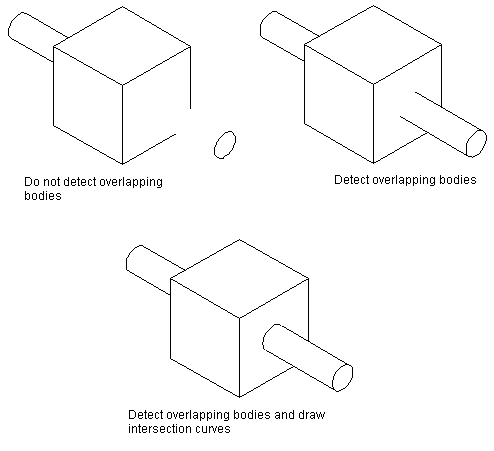 Do not detect overlapping
bodies
Detect overlapping bodies
Detect overlapping bodies and draw
intersection curves